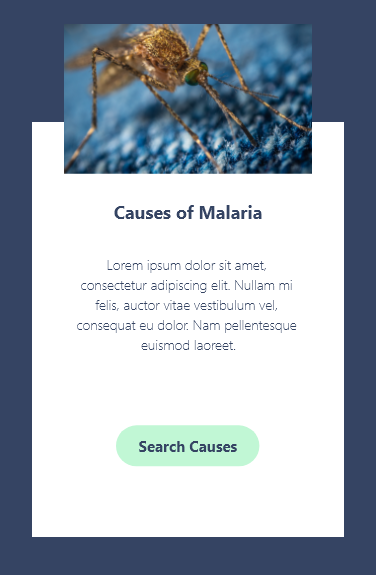 Causes of Malaria
Lorem ipsum dolor sit amet,
consectetur adipiscing elit. Nullam mi
felis, auctor vitae vestibulum vel,
consequat eu dolor. Nam pellentesque
euismod laoreet.
Search Causes